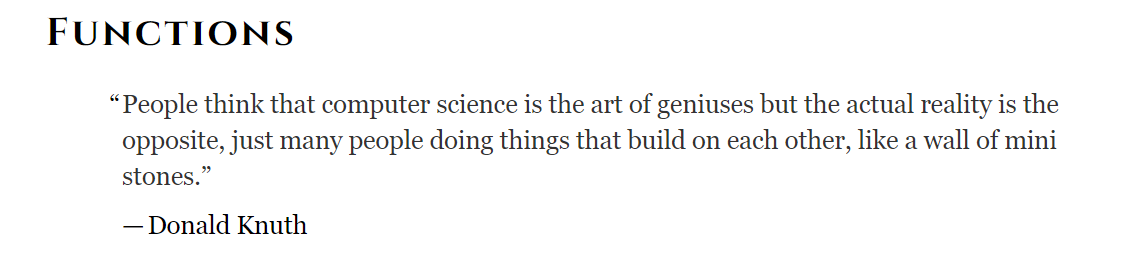 Functions
“People think that computer science is the art of geniuses but the actual reality is the
opposite, just many people doing things that build on each other, like a wall of mini
stones.”
— Donald Knuth